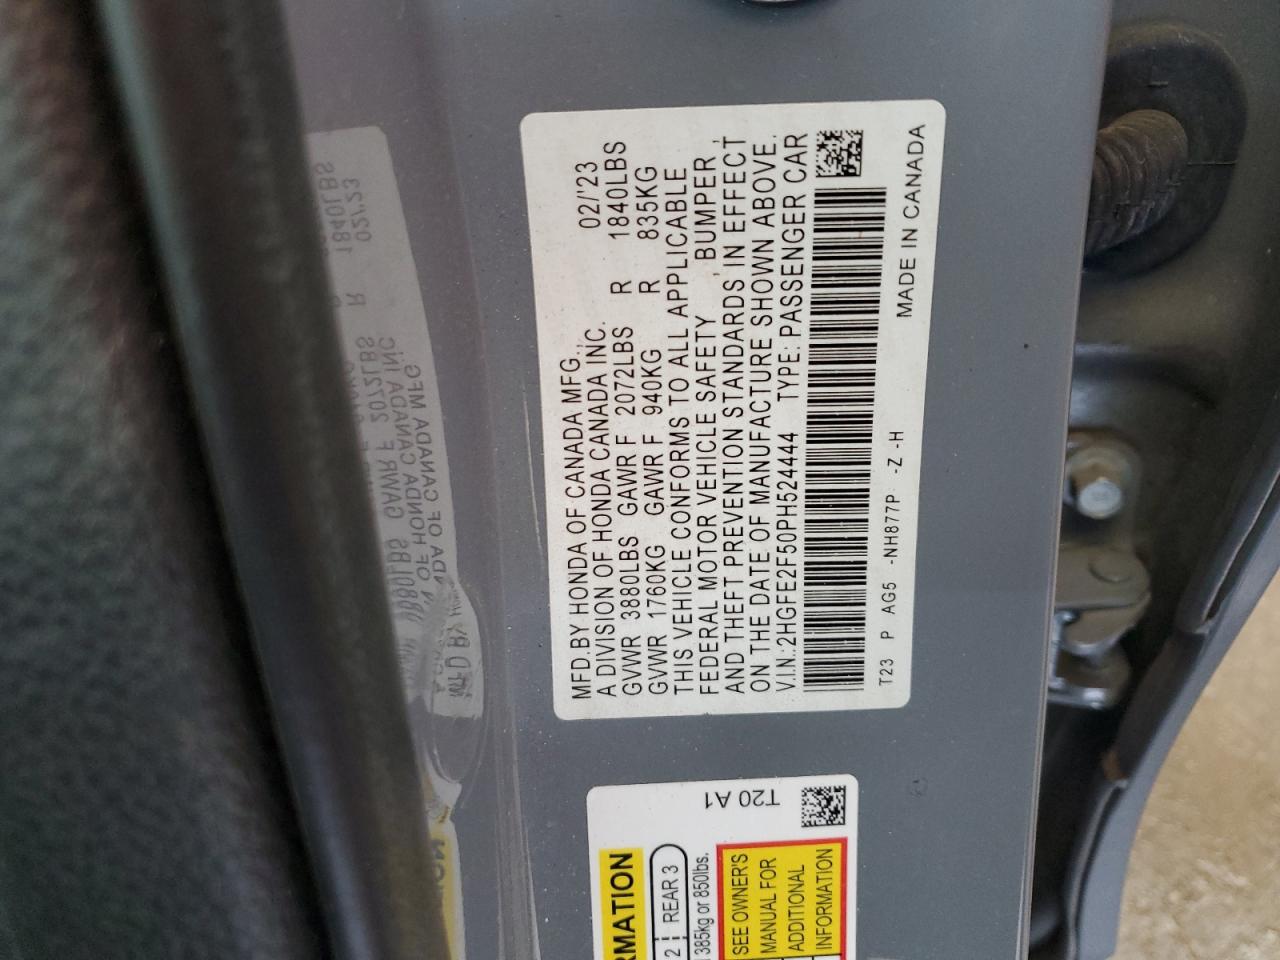 MFD.BY HONDA OF CANADA MFG., 02/'23
A DIVISION OF HONDA CANADA INC.
GVWR 3880LBS GAWR F 2072LBS R 1840LBS
GVWR 1760KG GAWR F 940KG R 835KG
THIS VEHICLE CONFORMS TO ALL APPLICABLE
FEDERAL MOTOR VEHICLE SAFETY, BUMPER,
AND THEFT PREVENTION STANDARDS IN EFFECT
ON THE DATE OF MANUFACTURE SHOWN ABOVE.
V.I.N.:2HGFE2F50PH524444 TYPE:PASSENGER CAR
T23 P AG5 -NH877P -Z -H MADE IN CANADA
T20 A1
RMATION
2 REAR 3
385kg or 850lbs.
SEE OWNER'S
MANUAL FOR
ADDITIONAL
INFORMATION